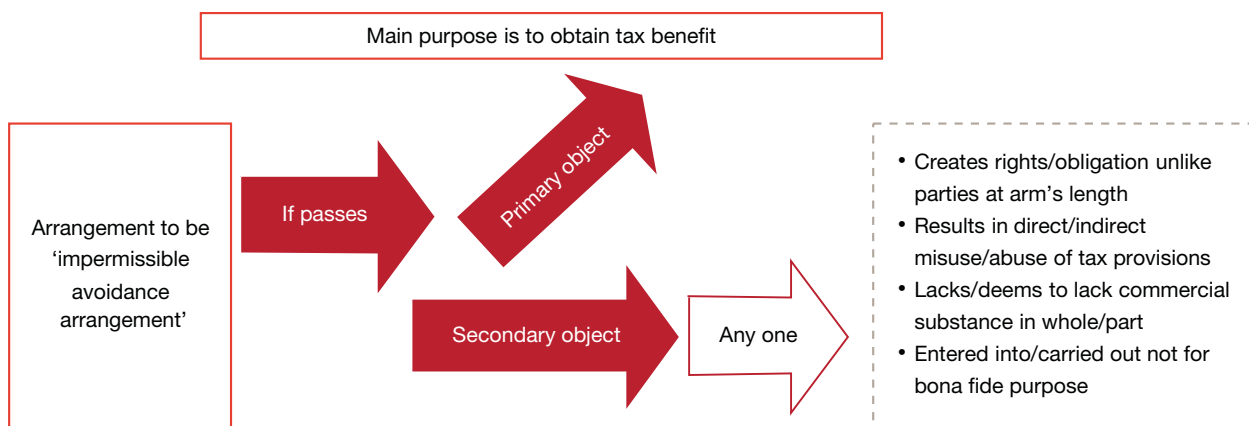 Main purpose is to obtain tax benefit
Arrangement to be
‘impermissible
avoidance
arrangement’
If passes
Primary object
Secondary object
Any one
• Creates rights/obligation unlike
parties at arm’s length
• Results in direct/indirect
misuse/abuse of tax provisions
• Lacks/deems to lack commercial
substance in whole/part
• Entered into/carried out not for
bona fide purpose